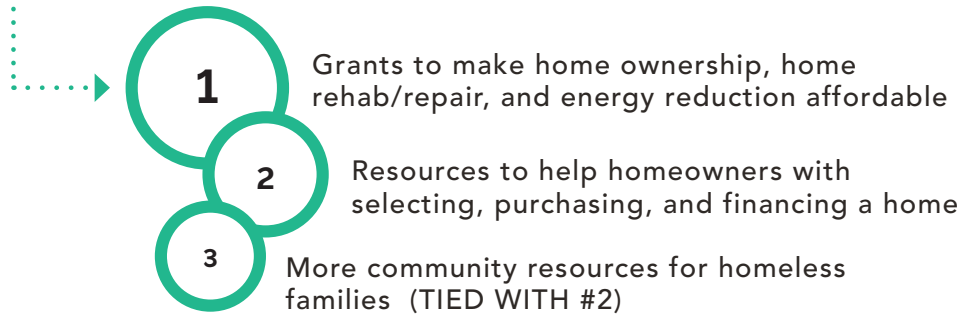 1
Grants to make home ownership, home
rehab/repair, and energy reduction affordable
2
Resources to help homeowners with
selecting, purchasing, and financing a home
3
More community resources for homeless
families (TIED WITH #2)